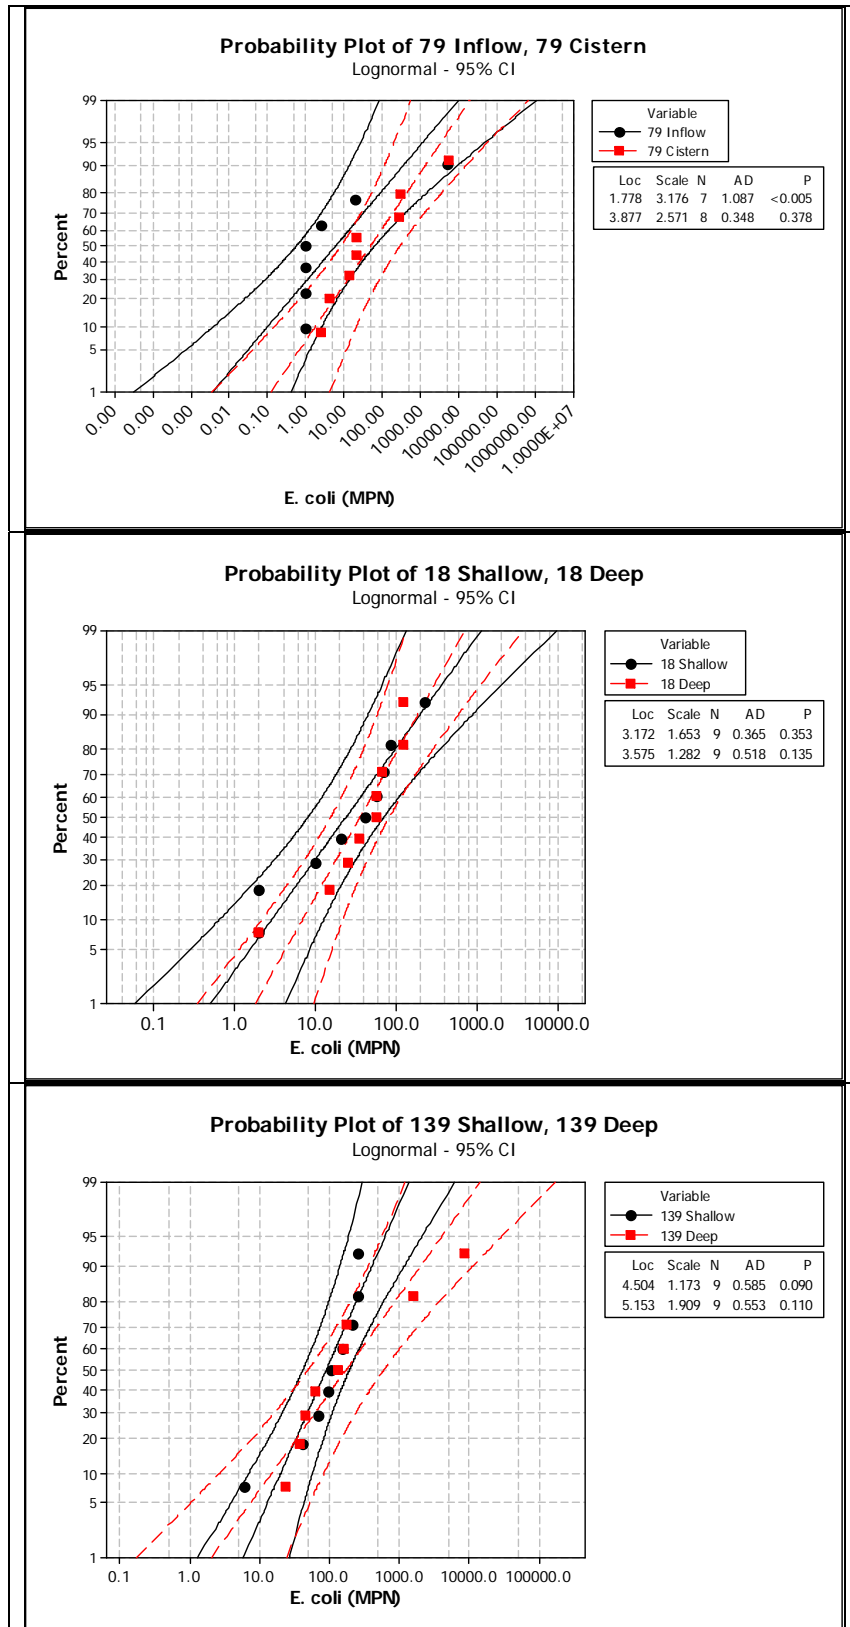 Probability Plot of 79 Inflow, 79 Cistern
Lognormal - 95% CI
99
95
90
80
70
60
50
40
30
20
10
5
1
Percent
0.00
0.00
0.00
0.01
0.10
1.00
10.00
100.00
1000.00
10000.00
100000.00
1000000.00
1.0000E+07
E. coli (MPN)
Variable
79 Inflow
79 Cistern
Loc Scale N AD P
1.778 3.176 7 1.087 <0.005
3.877 2.571 8 0.348 0.378
Probability Plot of 18 Shallow, 18 Deep
Lognormal - 95% CI
99
95
90
80
70
60
50
40
30
20
10
5
1
Percent
0.1 1.0 10.0 100.0 1000.0 10000.0
E. coli (MPN)
Variable
18 Shallow
18 Deep
Loc Scale N AD P
3.172 1.653 9 0.365 0.353
3.575 1.282 9 0.518 0.135
Probability Plot of 139 Shallow, 139 Deep
Lognormal - 95% CI
99
95
90
80
70
60
50
40
30
20
10
5
1
Percent
0.1 1.0 10.0 100.0 1000.0 10000.0 100000.0
E. coli (MPN)
Variable
139 Shallow
139 Deep
Loc Scale N AD P
4.504 1.173 9 0.585 0.090
5.153 1.909 9 0.553 0.110